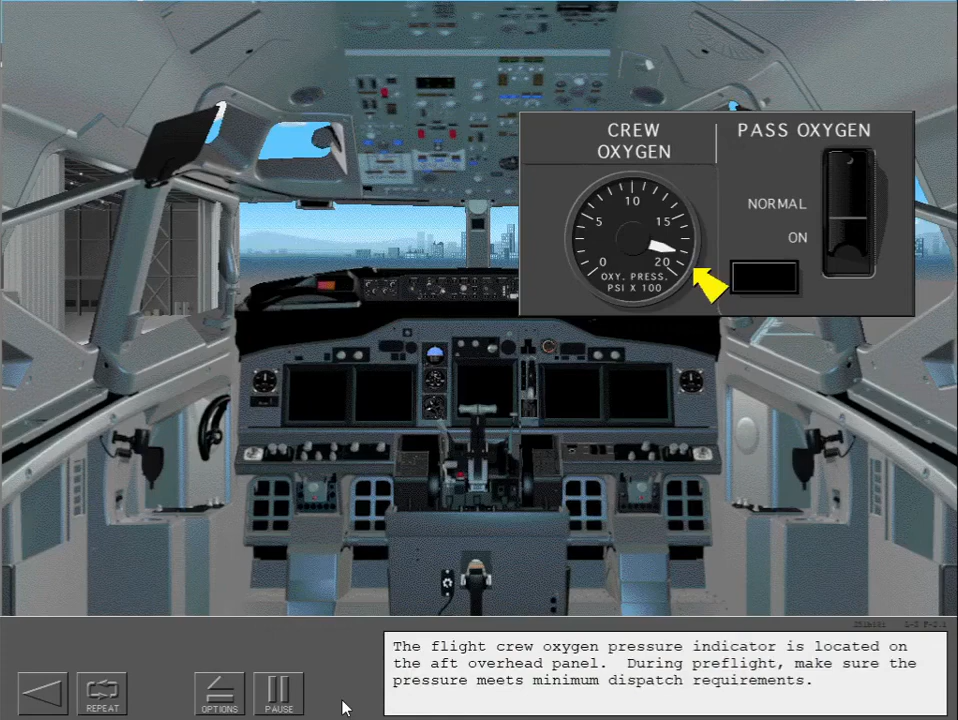 CREW
OXYGEN
PASS OXYGEN
10
5
15
0
20
OXY. PRESS.
PSI X 100
NORMAL
ON
The flight crew oxygen pressure indicator is located on
the aft overhead panel. During preflight, make sure the
pressure meets minimum dispatch requirements.
REPEAT
OPTIONS
PAUSE